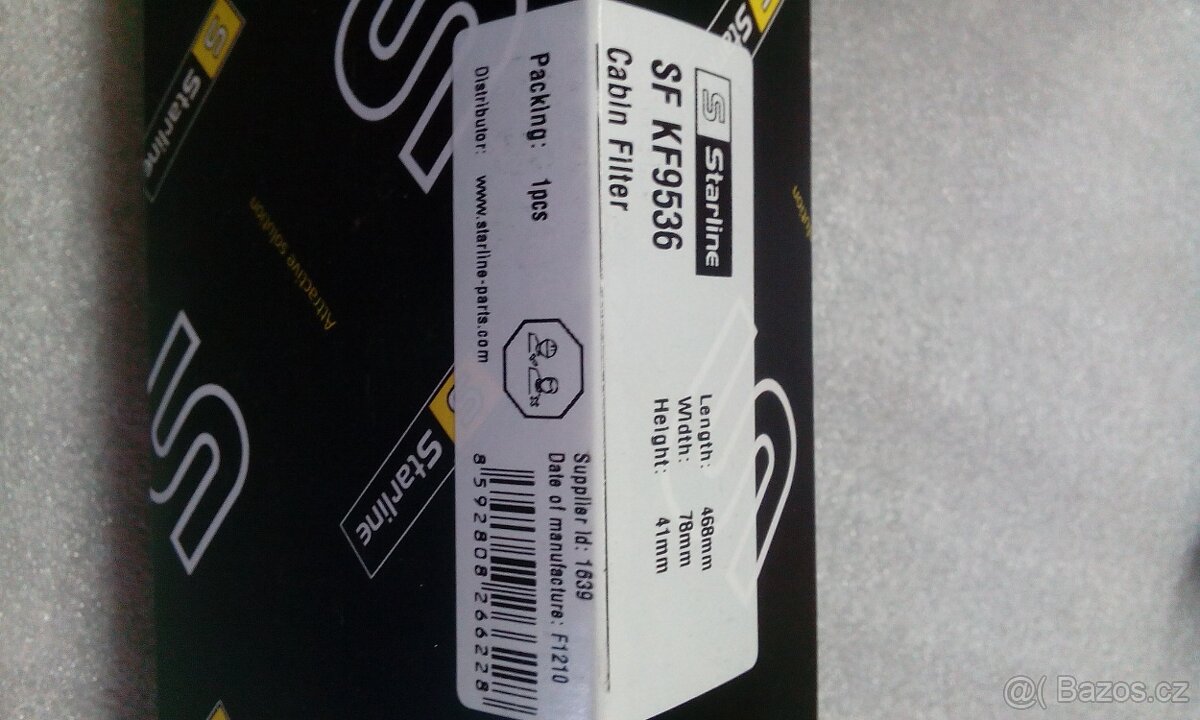 Starline
SF KF9536
Cabin Filter
Length: 468mm
Width: 78mm
Height: 41mm
Packing: 1pcs
Distributor: www.starline-parts.com
Supplier Id: 1639
Date of manufacture: F1210
8592808266228
Starline
Attractive solution
Starline
@( Bazos.cz